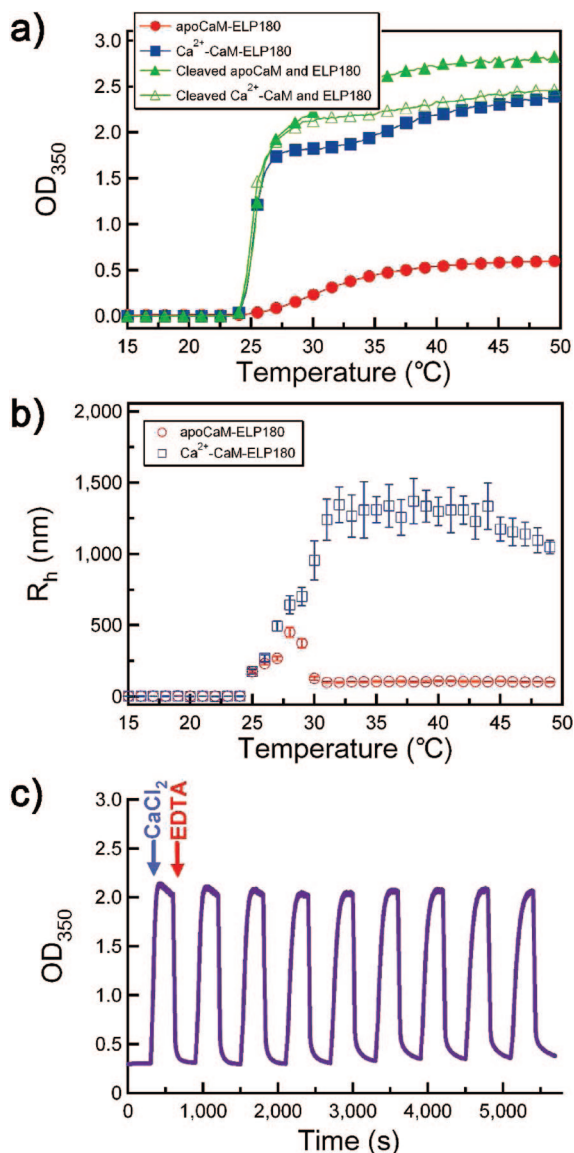 a)
apoCaM-ELP180
Ca²⁺-CaM-ELP180
Cleaved apoCaM and ELP180
Cleaved Ca²⁺-CaM and ELP180
3.0
2.5
2.0
1.5
1.0
0.5
0.0
OD₃₅₀
15 20 25 30 35 40 45 50
Temperature (°C)
b)
apoCaM-ELP180
Ca²⁺-CaM-ELP180
2,000
1,500
1,000
500
0
Rₕ (nm)
15 20 25 30 35 40 45 50
Temperature (°C)
c)
CaCl₂
EDTA
3.0
2.5
2.0
1.5
1.0
0.5
0
OD₃₅₀
0 1,000 2,000 3,000 4,000 5,000
Time (s)